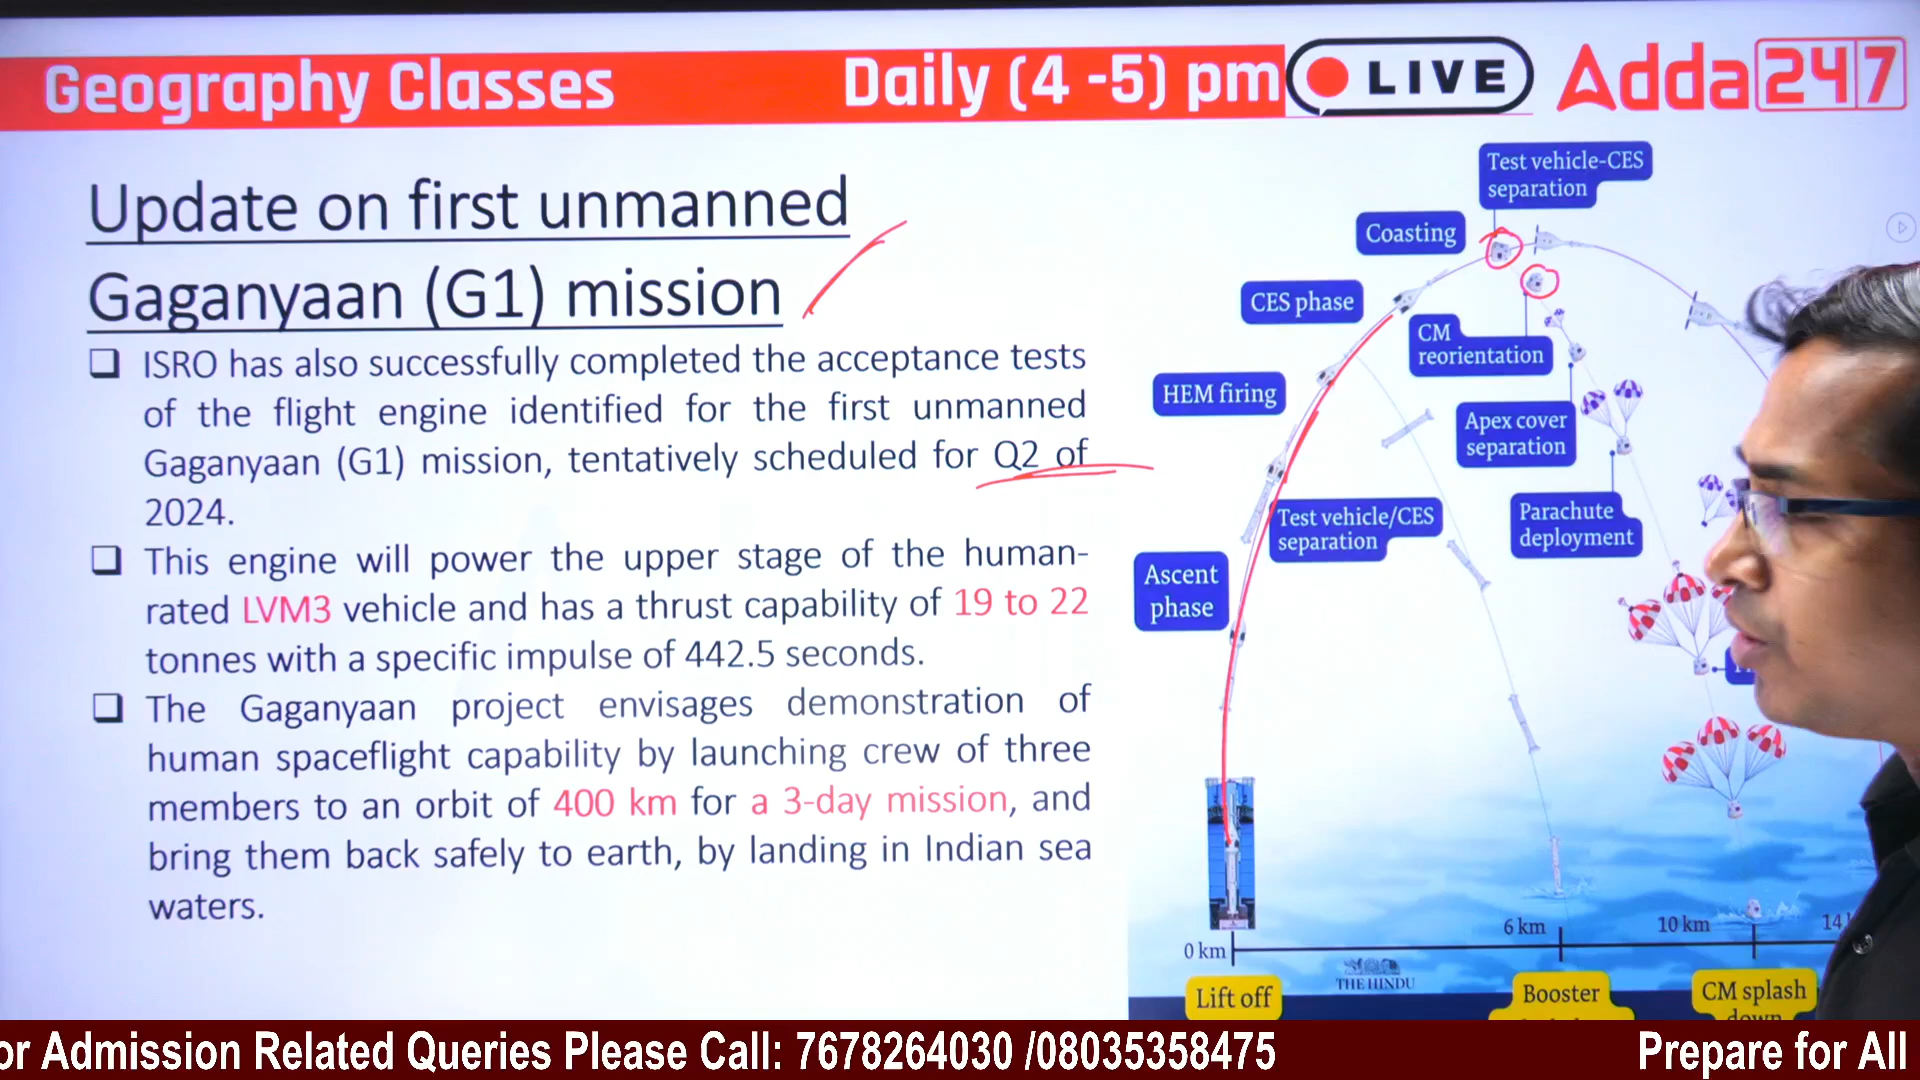 Geography Classes Daily (4 -5) pm LIVE Adda247
Update on first unmanned
Gaganyaan (G1) mission
❑ ISRO has also successfully completed the acceptance tests
of the flight engine identified for the first unmanned
Gaganyaan (G1) mission, tentatively scheduled for Q2 of
2024.
❑ This engine will power the upper stage of the human-
rated LVM3 vehicle and has a thrust capability of 19 to 22
tonnes with a specific impulse of 442.5 seconds.
❑ The Gaganyaan project envisages demonstration of
human spaceflight capability by launching crew of three
members to an orbit of 400 km for a 3-day mission, and
bring them back safely to earth, by landing in Indian sea
waters.
Test vehicle-CES
separation
Coasting
CES phase
CM
reorientation
HEM firing
Apex cover
separation
Test vehicle/CES
separation
Parachute
deployment
Ascent
phase
0 km
6 km
10 km
14
THE HINDU
Lift off
Booster
CM splash
down
or Admission Related Queries Please Call: 7678264030 /08035358475
Prepare for All